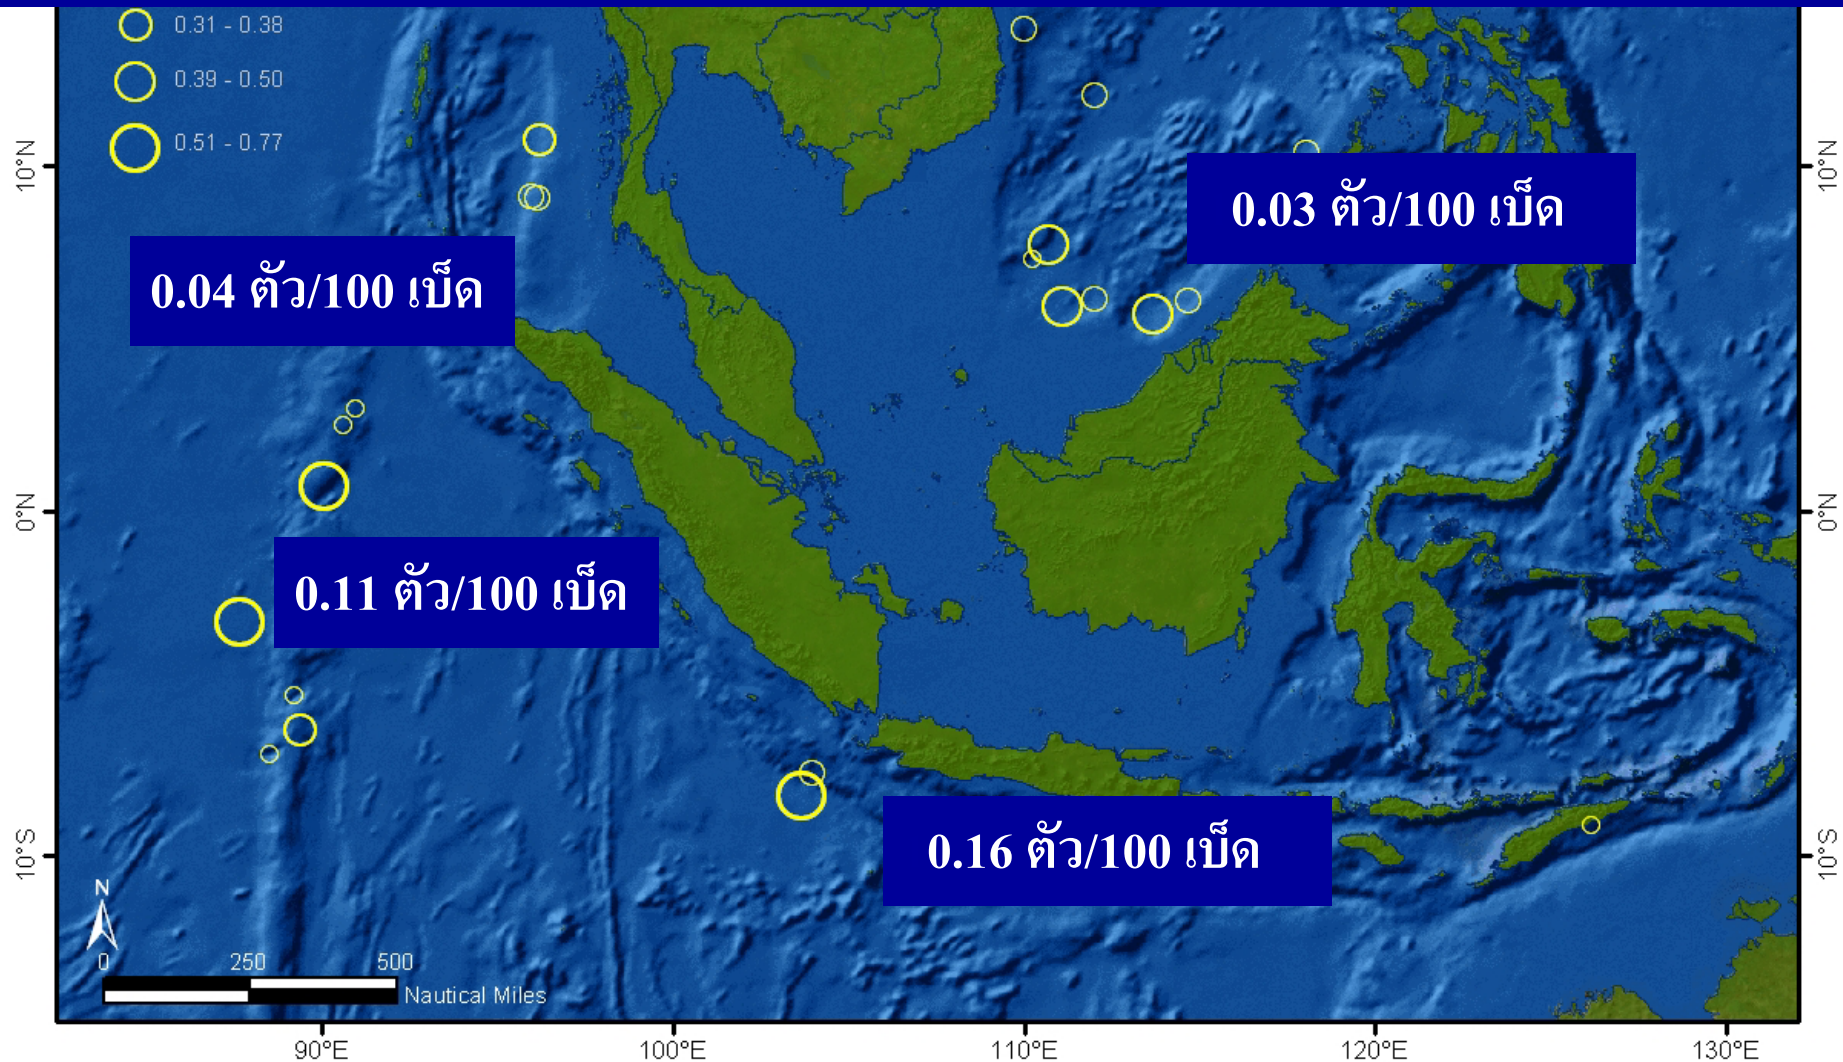 0.31 - 0.38
0.39 - 0.50
0.51 - 0.77
10°N
10°N
0.03 ตัว/100 เบ็ด
0.04 ตัว/100 เบ็ด
0°N
0°N
0.11 ตัว/100 เบ็ด
0.16 ตัว/100 เบ็ด
10°S
10°S
N
0 250 500
Nautical Miles
90°E 100°E 110°E 120°E 130°E